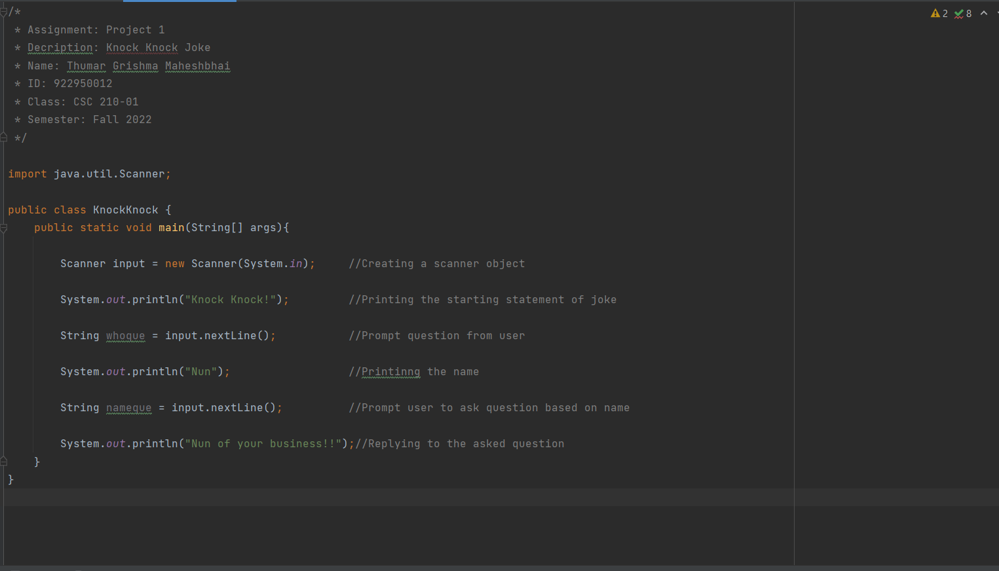 /*
* Assignment: Project 1
* Decription: Knock Knock Joke
* Name: Thumar Grishma Maheshbhai
* ID: 922950012
* Class: CSC 210-01
* Semester: Fall 2022
*/
2 8
import java.util.Scanner;
public class KnockKnock {
public static void main(String[] args){
Scanner input = new Scanner(System.in); //Creating a scanner object
System.out.println("Knock Knock!"); //Printing the starting statement of joke
String whoque = input.nextLine(); //Prompt question from user
System.out.println("Nun"); //Printinng the name
String nameque = input.nextLine(); //Prompt user to ask question based on name
System.out.println("Nun of your business!!");//Replying to the asked question
}
}